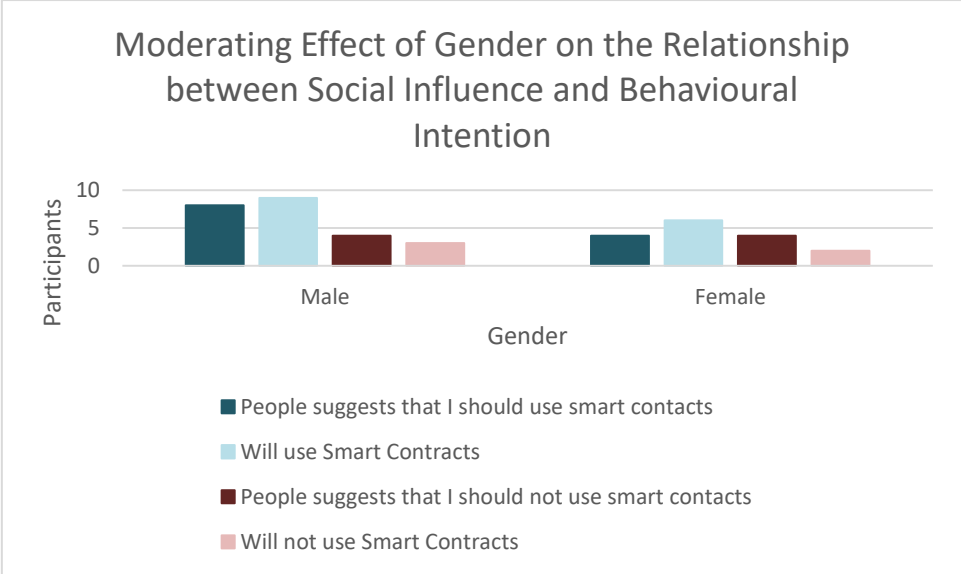 Moderating Effect of Gender on the Relationship
between Social Influence and Behavioural
Intention
10
5
0
Participants
Male
Female
Gender
People suggests that I should use smart contacts
Will use Smart Contracts
People suggests that I should not use smart contacts
Will not use Smart Contracts